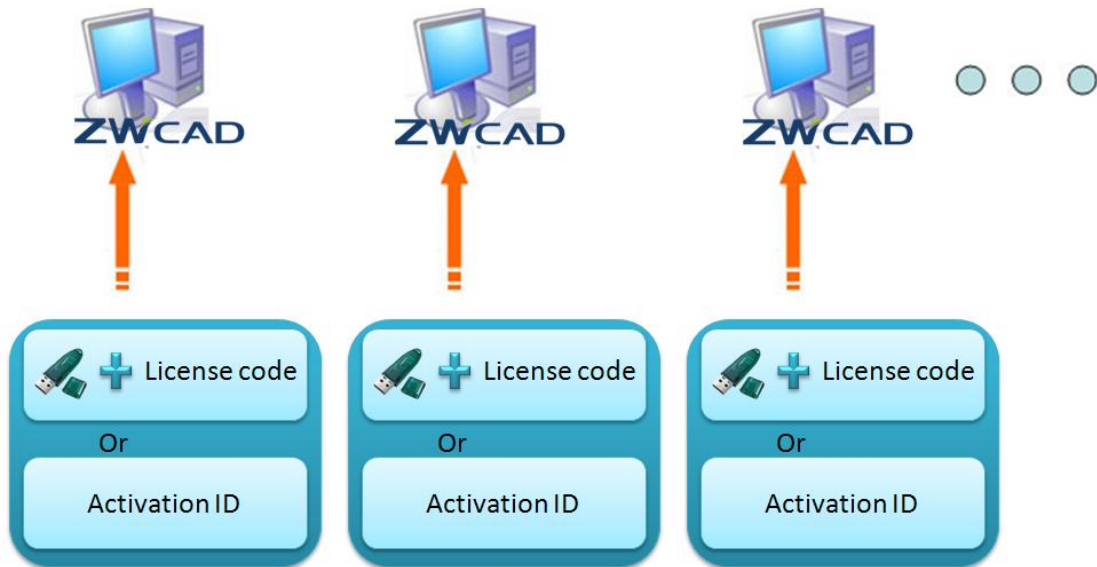 ZWCAD ZWCAD ZWCAD
License code License code License code
Or Or Or
Activation ID Activation ID Activation ID